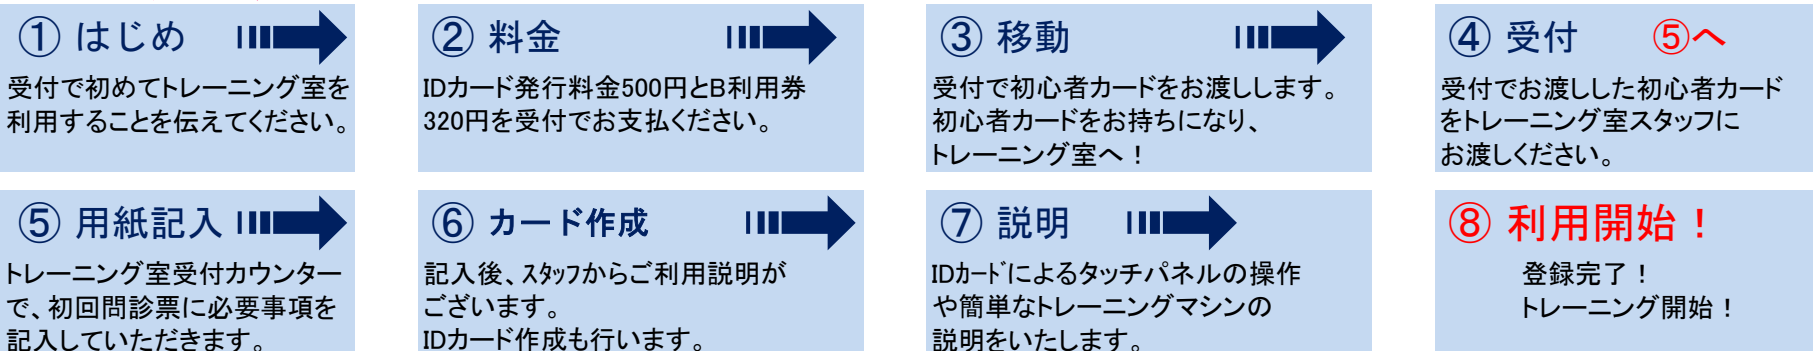 ① はじめ
受付で初めてトレーニング室を
利用することを伝えてください。
② 料金
IDカード発行料金500円とB利用券
320円を受付でお支払ください。
③ 移動
受付で初心者カードをお渡しします。
初心者カードをお持ちになり、
トレーニング室へ！
④ 受付 ⑤へ
受付でお渡しした初心者カード
をトレーニング室スタッフに
お渡しください。
⑤ 用紙記入
トレーニング室受付カウンター
で、初回問診票に必要事項を
記入していただきます。
⑥ カード作成
記入後、ｽﾀｯﾌからご利用説明が
ございます。
IDカード作成も行います。
⑦ 説明
IDｶｰﾄﾞによるタッチパネルの操作
や簡単なトレーニングマシンの
説明をいたします。
⑧ 利用開始！
登録完了！
トレーニング開始！